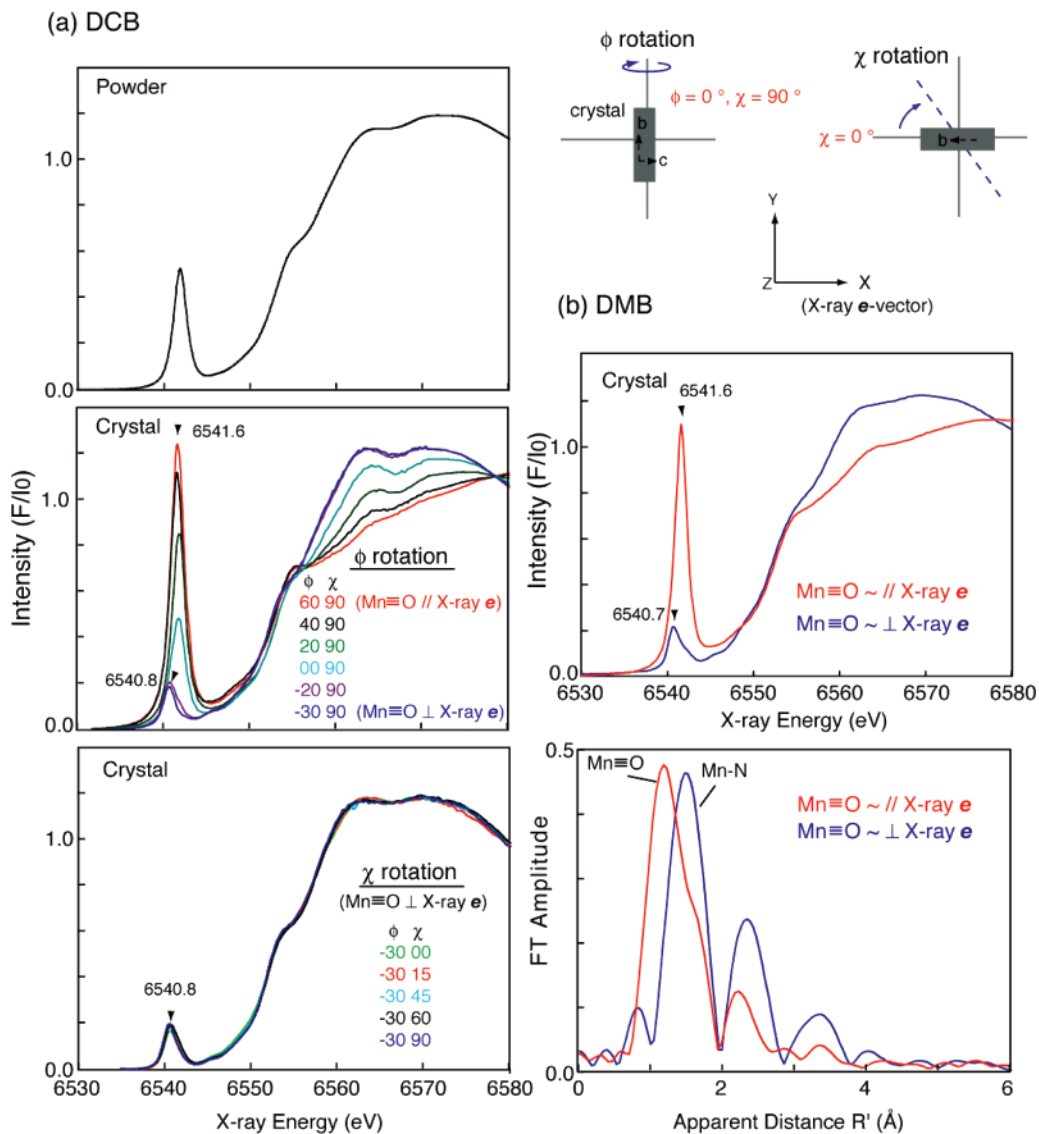 (a) DCB
Powder
1.0
0.0
Crystal
6541.6
1.0
ϕ rotation
ϕ χ
60 90 (Mn≡O // X-ray e)
40 90
20 90
00 90
-20 90
-30 90 (Mn≡O ⊥ X-ray e)
6540.8
0.0
Intensity (F/I0)
Crystal
1.0
χ rotation
(Mn≡O ⊥ X-ray e)
ϕ χ
-30 00
-30 15
-30 45
-30 60
-30 90
6540.8
0.0
6530 6540 6550 6560 6570 6580
X-ray Energy (eV)
ϕ rotation
ϕ = 0 °, χ = 90 °
crystal
b
c
χ rotation
χ = 0 °
b
Y
Z
X
(X-ray e-vector)
(b) DMB
Crystal
6541.6
1.0
6540.7
Mn≡O ~ // X-ray e
Mn≡O ~ ⊥ X-ray e
0.0
Intensity (F/I0)
6530 6540 6550 6560 6570 6580
X-ray Energy (eV)
0.5
Mn≡O
Mn-N
Mn≡O ~ // X-ray e
Mn≡O ~ ⊥ X-ray e
FT Amplitude
0.0
0 2 4 6
Apparent Distance R' (Å)